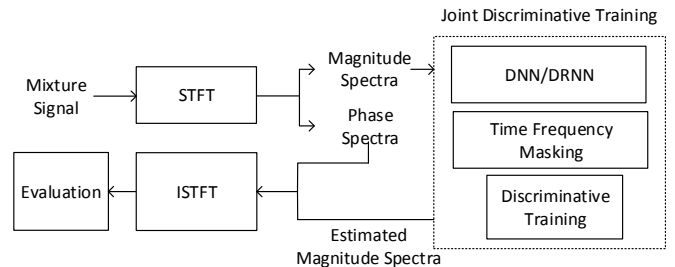 Joint Discriminative Training
Mixture
Signal
STFT
Magnitude
Spectra
Phase
Spectra
DNN/DRNN
Time Frequency
Masking
Discriminative
Training
Evaluation
ISTFT
Estimated
Magnitude Spectra